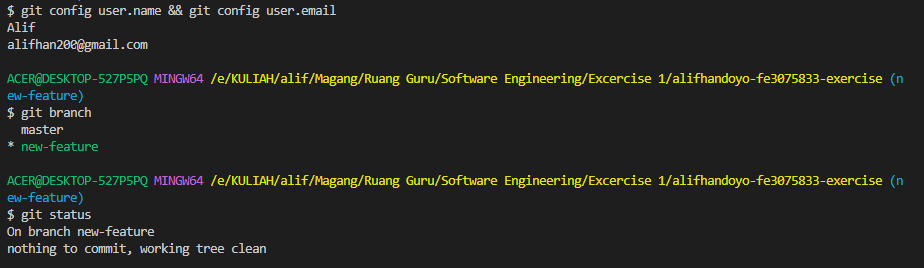 $ git config user.name && git config user.email
Alif
alifhan200@gmail.com
ACER@DESKTOP-527P5PQ MINGW64 /e/KULIAH/alif/Magang/Ruang Guru/Software Engineering/Excercise 1/alifhandoyo-fe3075833-exercise (n
ew-feature)
$ git branch
  master
* new-feature
ACER@DESKTOP-527P5PQ MINGW64 /e/KULIAH/alif/Magang/Ruang Guru/Software Engineering/Excercise 1/alifhandoyo-fe3075833-exercise (n
ew-feature)
$ git status
On branch new-feature
nothing to commit, working tree clean